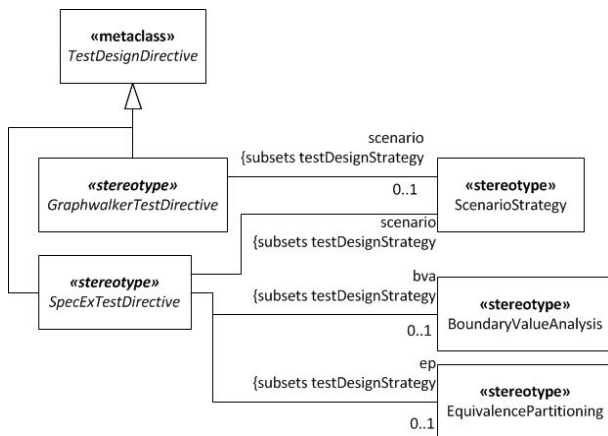 «metaclass»
TestDesignDirective
scenario
{subsets testDesignStrategy
0..1
«stereotype»
GraphwalkerTestDirective
«stereotype»
ScenarioStrategy
scenario
{subsets testDesignStrategy
«stereotype»
SpecExTestDirective
bva
{subsets testDesignStrategy
0..1
«stereotype»
BoundaryValueAnalysis
ep
{subsets testDesignStrategy
0..1
«stereotype»
EquivalencePartitioning